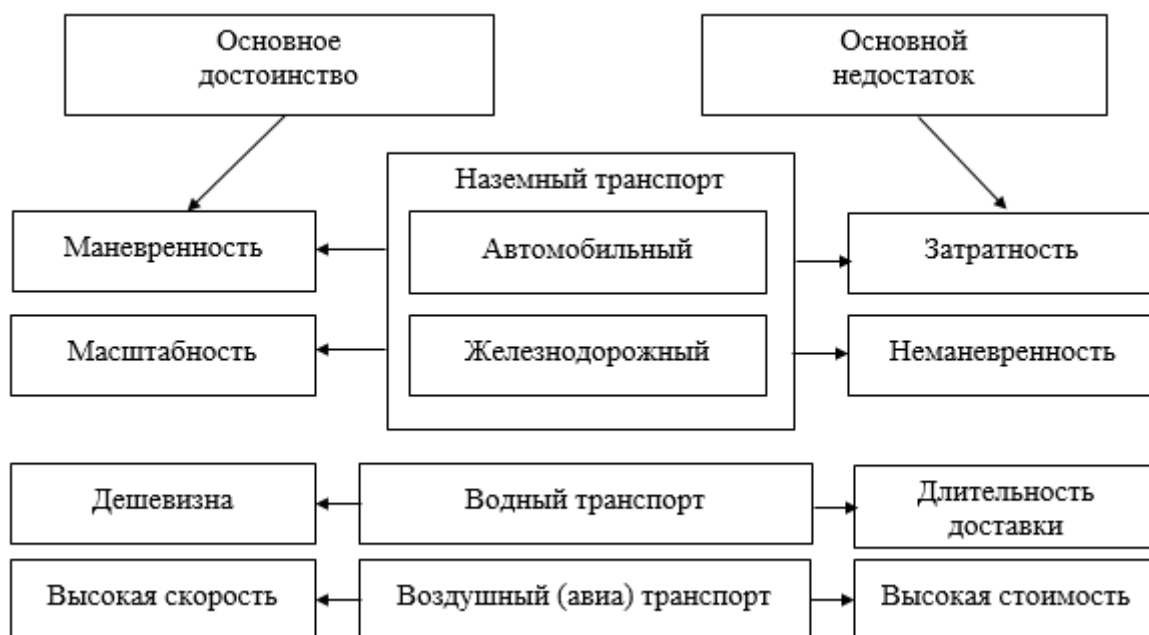 Основное
достоинство
Основной
недостаток
Наземный транспорт
Маневренность
Автомобильный
Затратность
Масштабность
Железнодорожный
Неманевренность
Дешевизна
Водный транспорт
Длительность
доставки
Высокая скорость
Воздушный (авиа) транспорт
Высокая стоимость